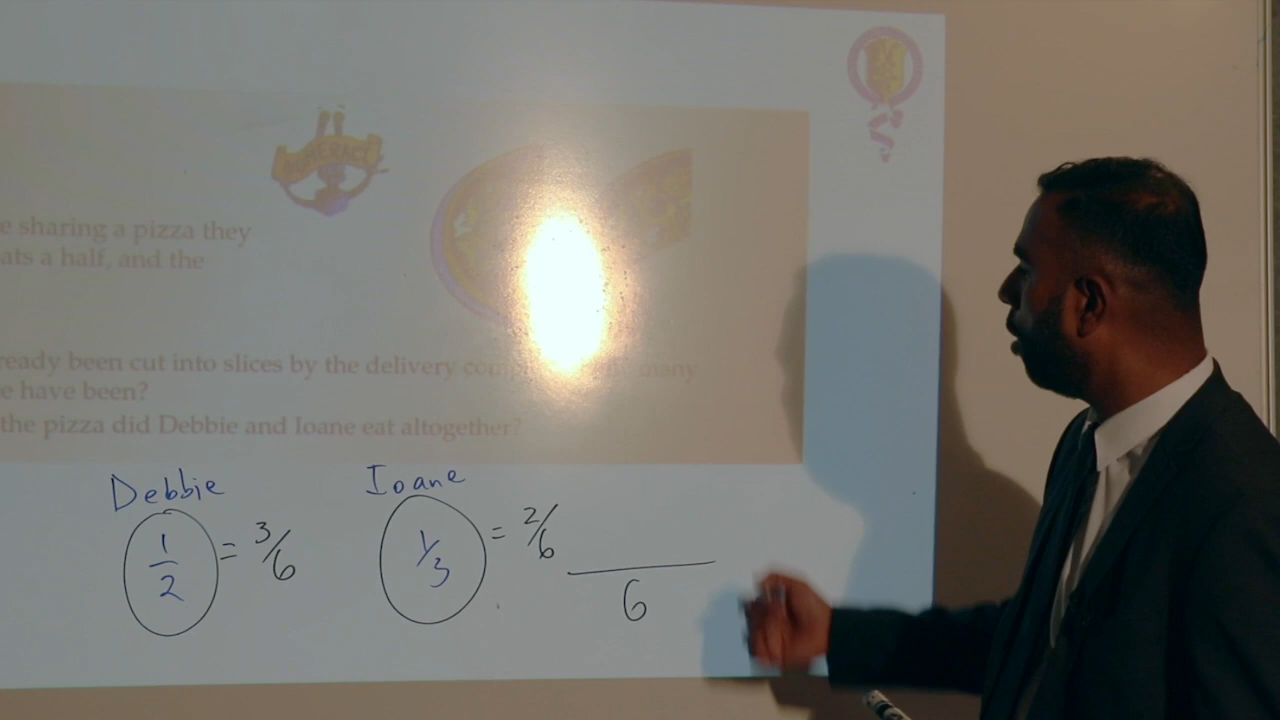 e sharing a pizza they
ats a half, and the
ready been cut into slices by the delivery many
e have been?
the pizza did Debbie and Ioane eat altogether?
Debbie Ioane
1/2 = 3/6 1/3 = 2/6 /6